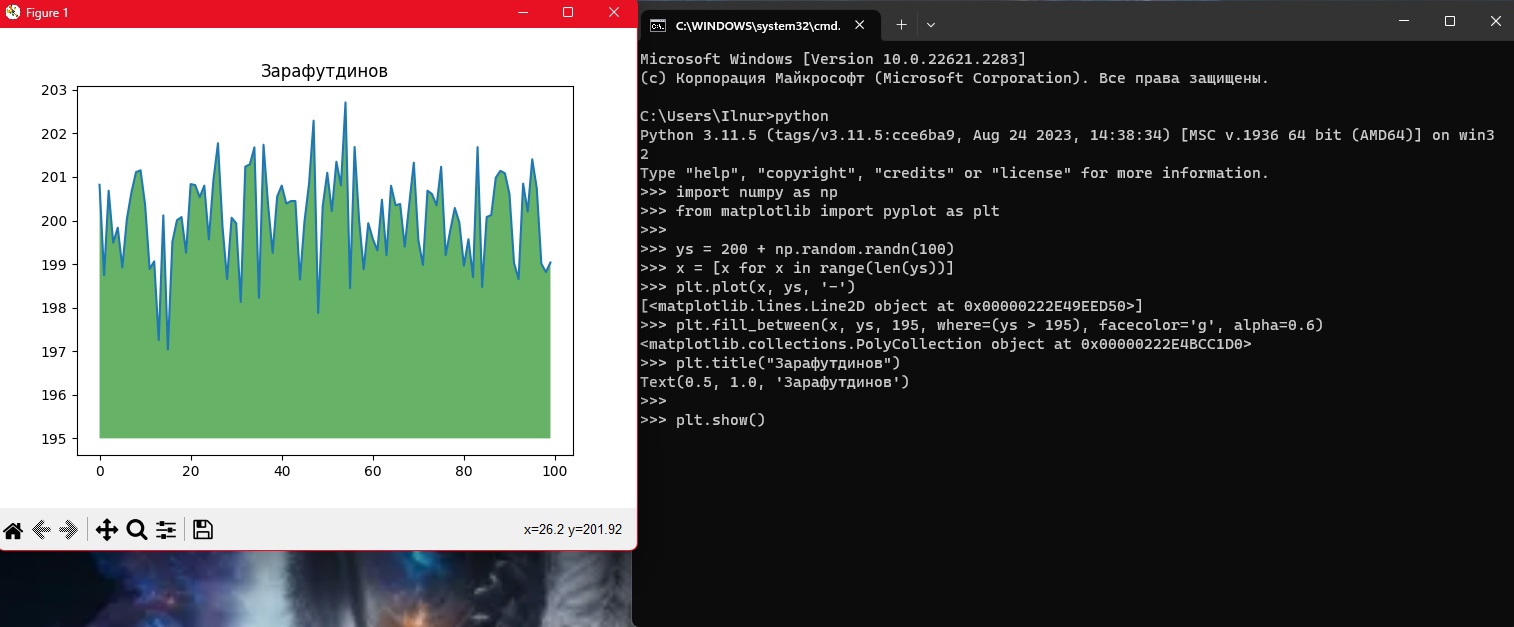 Figure 1
Зарафутдинов
203
202
201
200
199
198
197
196
195
0 20 40 60 80 100
x=26.2 y=201.92
C:\WINDOWS\system32\cmd.
Microsoft Windows [Version 10.0.22621.2283]
(c) Корпорация Майкрософт (Microsoft Corporation). Все права защищены.
C:\Users\Ilnur>python
Python 3.11.5 (tags/v3.11.5:cce6ba9, Aug 24 2023, 14:38:34) [MSC v.1936 64 bit (AMD64)] on win3
2
Type "help", "copyright", "credits" or "license" for more information.
>>> import numpy as np
>>> from matplotlib import pyplot as plt
>>>
>>> ys = 200 + np.random.randn(100)
>>> x = [x for x in range(len(ys))]
>>> plt.plot(x, ys, '-')
[<matplotlib.lines.Line2D object at 0x00000222E49EED50>]
>>> plt.fill_between(x, ys, 195, where=(ys > 195), facecolor='g', alpha=0.6)
<matplotlib.collections.PolyCollection object at 0x00000222E4BCC1D0>
>>> plt.title("Зарафутдинов")
Text(0.5, 1.0, 'Зарафутдинов')
>>>
>>> plt.show()